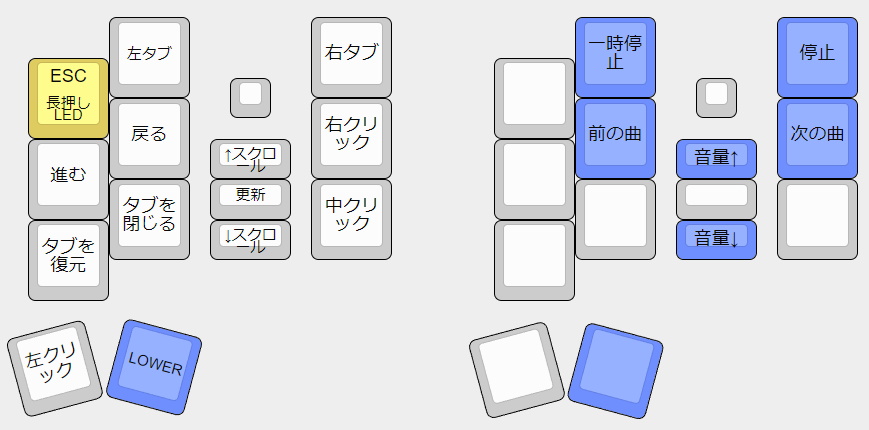 左タブ
右タブ
ESC
長押し
LED
戻る
右クリ
ック
進む
↑スクロ
ール
更新
↓スクロ
ール
タブを
閉じる
中クリ
ック
タブを
復元
左クリ
ック
LOWER
一時停
止
停止
前の曲
次の曲
音量↑
音量↓